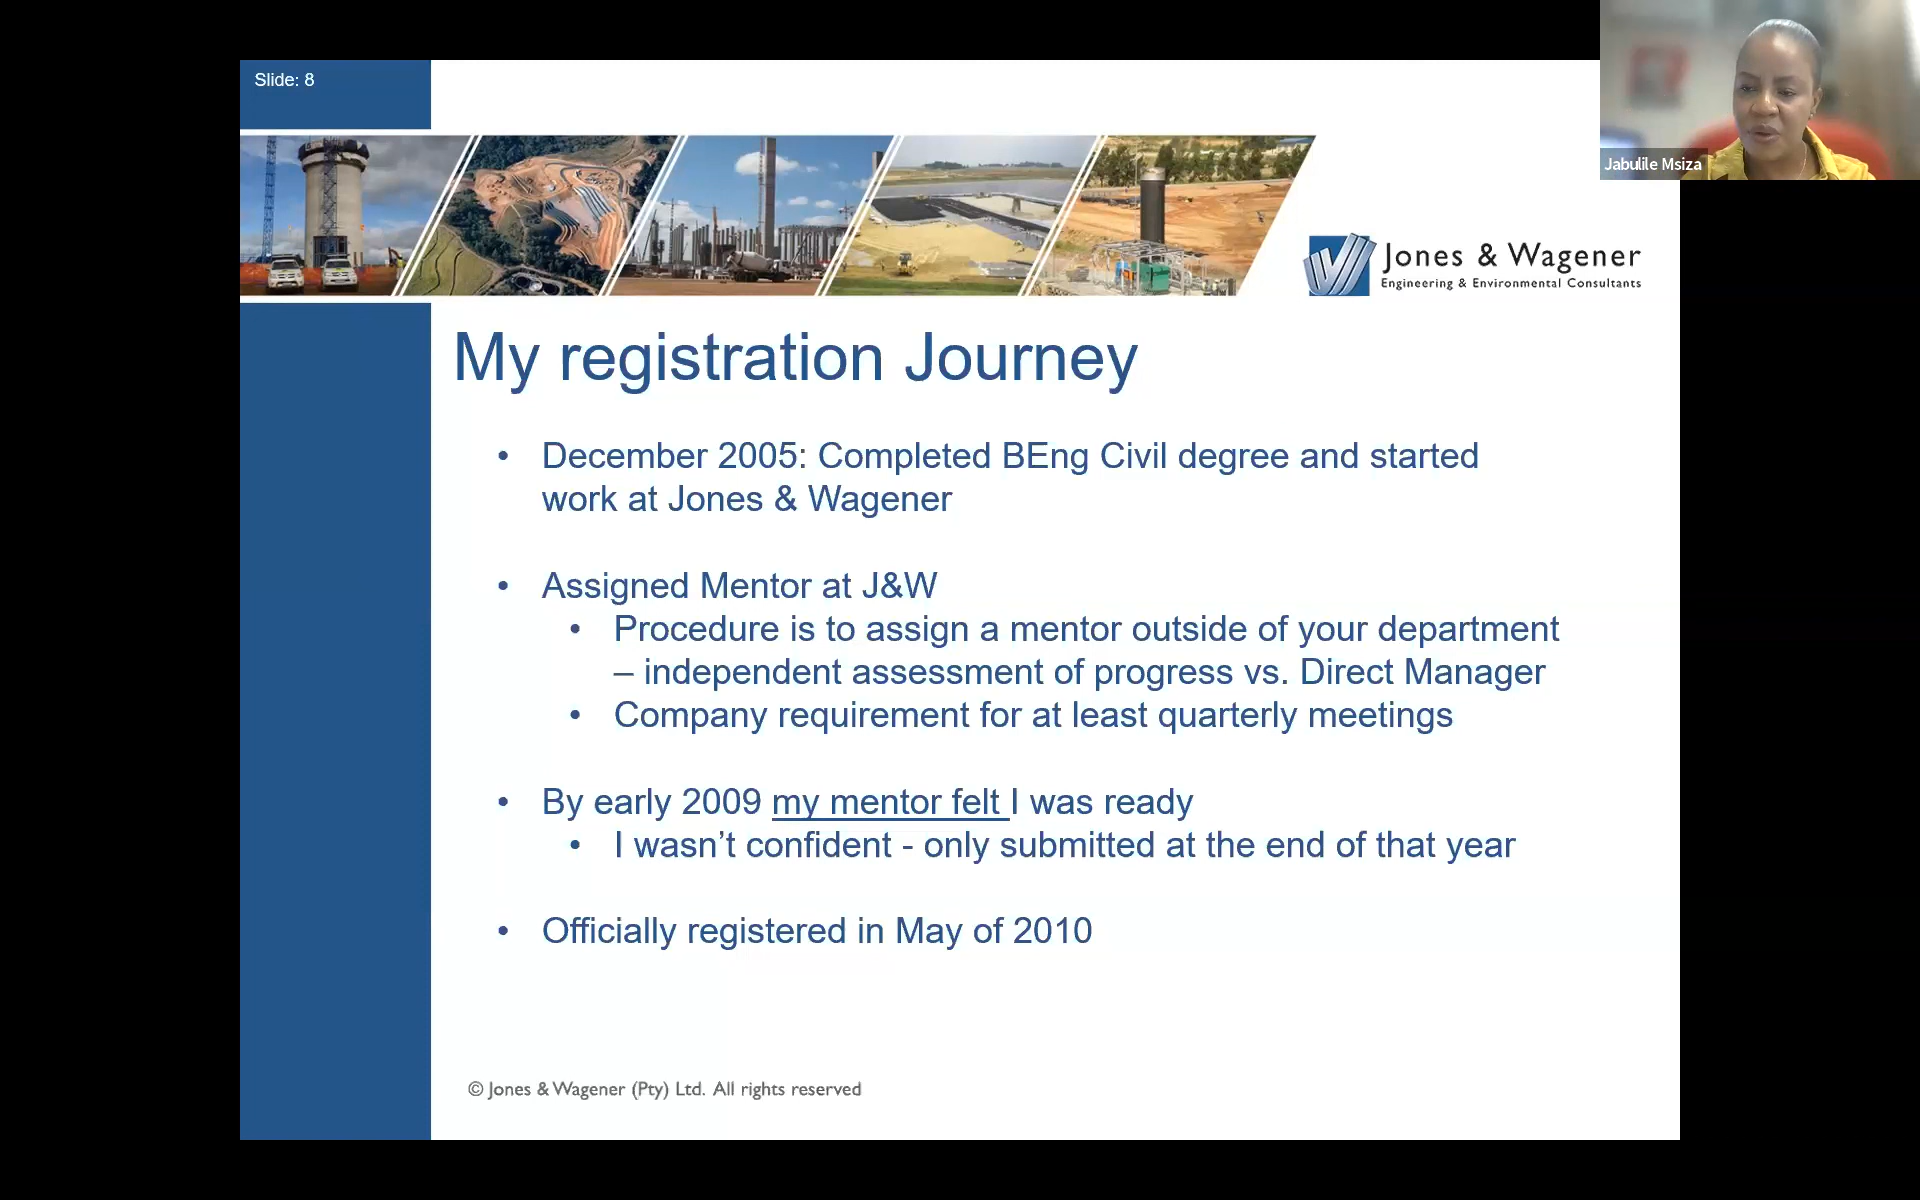 Slide: 8
Jabulile Msiza
Jones & Wagener
Engineering & Environmental Consultants
My registration Journey
• December 2005: Completed BEng Civil degree and started
work at Jones & Wagener
• Assigned Mentor at J&W
• Procedure is to assign a mentor outside of your department
– independent assessment of progress vs. Direct Manager
• Company requirement for at least quarterly meetings
• By early 2009 my mentor felt I was ready
• I wasn’t confident - only submitted at the end of that year
• Officially registered in May of 2010
© Jones & Wagener (Pty) Ltd. All rights reserved